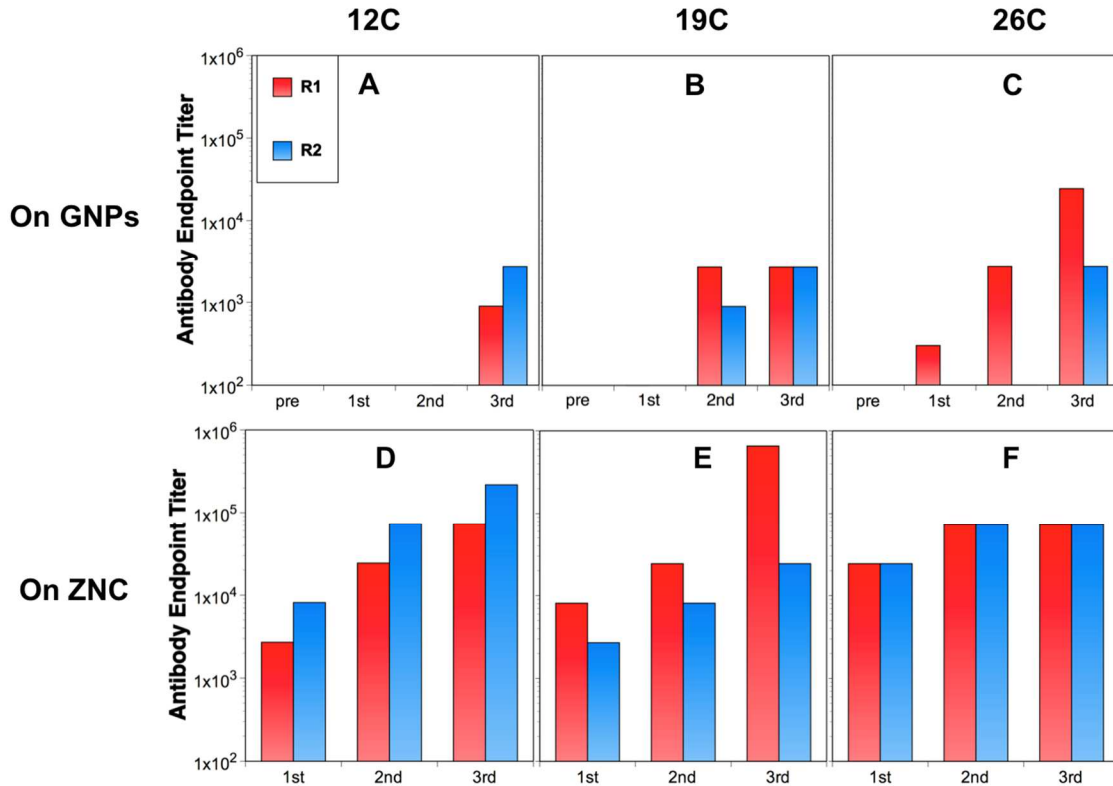 12C 19C 26C
On GNPs
Antibody Endpoint Titer
1x10⁶
1x10⁵
1x10⁴
1x10³
1x10²
R1
R2
A
B
C
pre 1st 2nd 3rd
pre 1st 2nd 3rd
pre 1st 2nd 3rd
On ZNC
Antibody Endpoint Titer
1x10⁶
1x10⁵
1x10⁴
1x10³
1x10²
D
E
F
1st 2nd 3rd
1st 2nd 3rd
1st 2nd 3rd